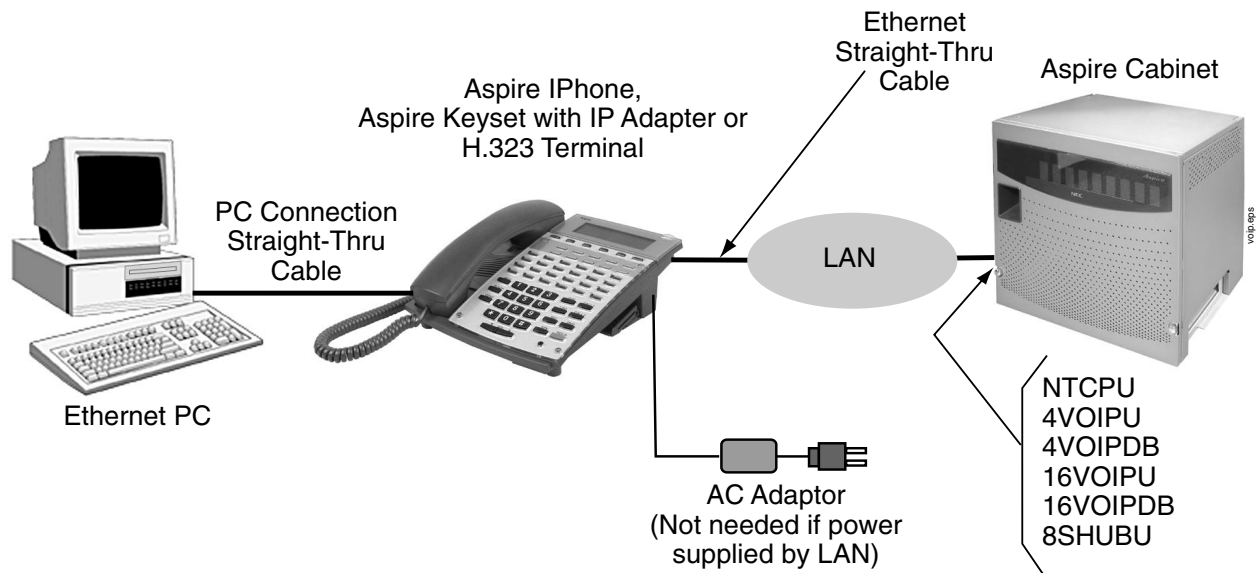 Ethernet
Straight-Thru
Cable
Aspire Cabinet
Aspire IPhone,
Aspire Keyset with IP Adapter or
H.323 Terminal
PC Connection
Straight-Thru
Cable
LAN
Aspire
NEC
voip.eps
Ethernet PC
NTCPU
4VOIPU
4VOIPDB
16VOIPU
16VOIPDB
8SHUBU
AC Adaptor
(Not needed if power
supplied by LAN)